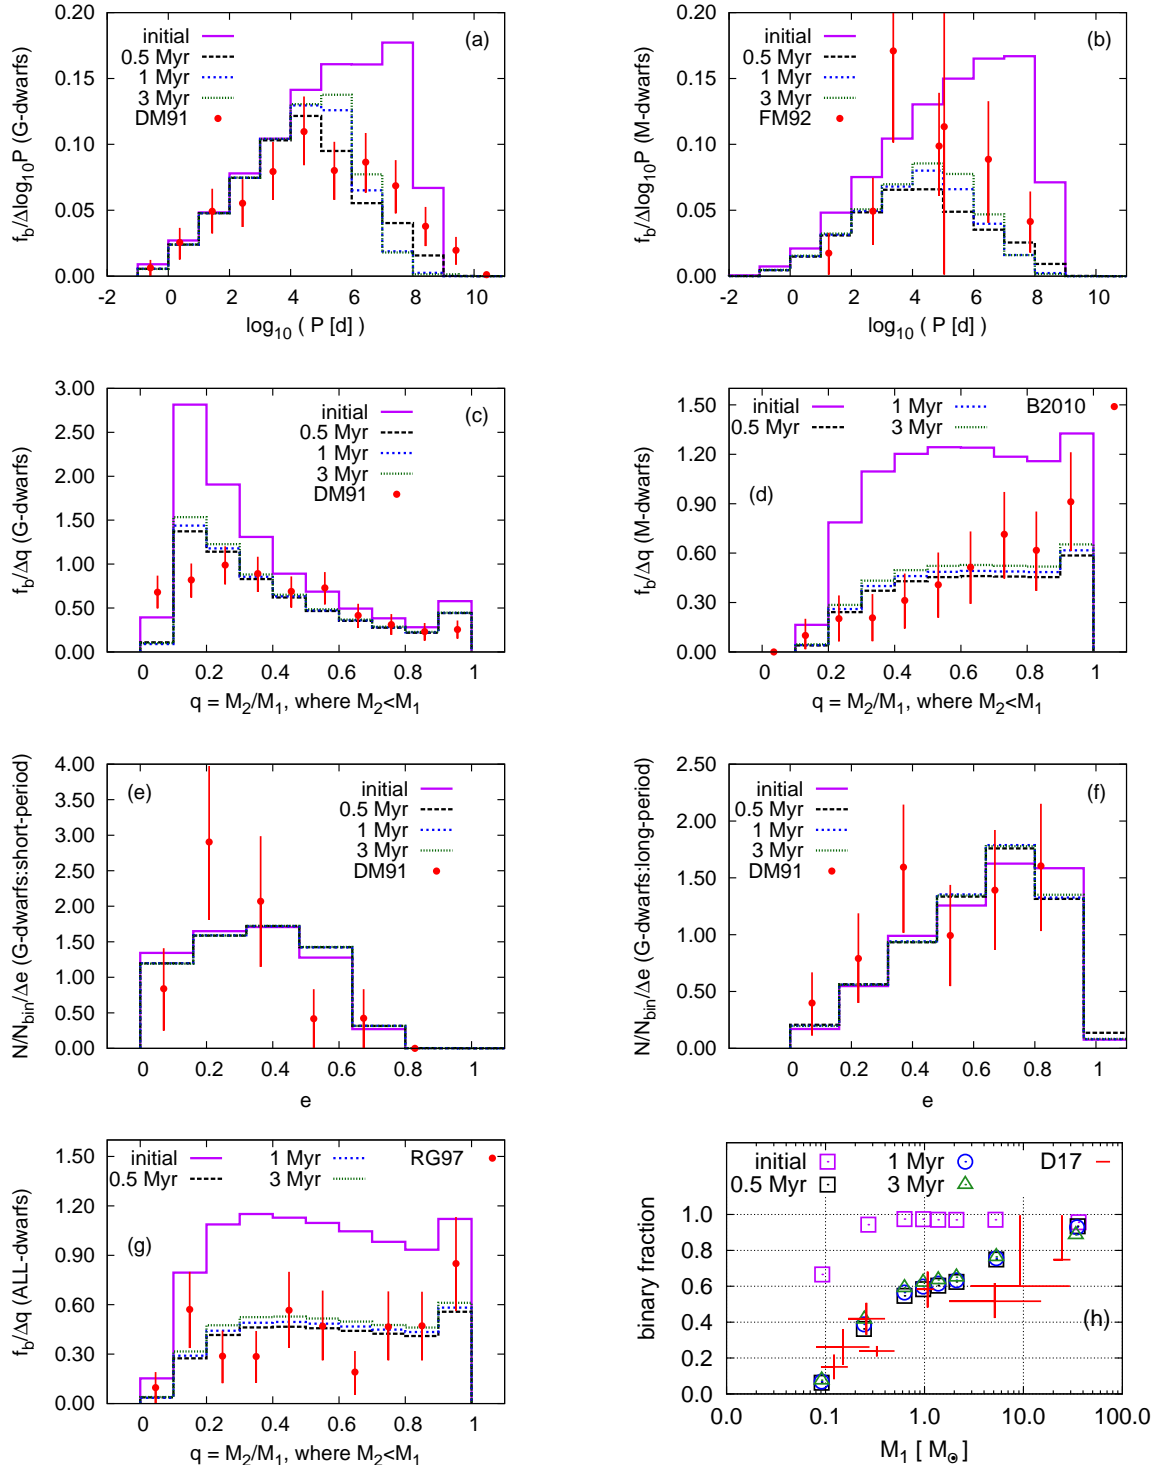 initial
0.5 Myr
1 Myr
3 Myr
DM91
(a)
f_b/Δlog_10P (G-dwarfs)
0.20
0.15
0.10
0.05
0.00
-2 0 2 4 6 8 10
log_10 ( P [d] )
initial
0.5 Myr
1 Myr
3 Myr
FM92
(b)
f_b/Δlog_10P (M-dwarfs)
0.20
0.15
0.10
0.05
0.00
-2 0 2 4 6 8 10
log_10 ( P [d] )
initial
0.5 Myr
1 Myr
3 Myr
DM91
(c)
f_b/Δq (G-dwarfs)
3.00
2.50
2.00
1.50
1.00
0.50
0.00
0 0.2 0.4 0.6 0.8 1
q = M_2/M_1, where M_2<M_1
initial 1 Myr B2010
0.5 Myr 3 Myr
(d)
f_b/Δq (M-dwarfs)
1.50
1.20
0.90
0.60
0.30
0.00
0 0.2 0.4 0.6 0.8 1
q = M_2/M_1, where M_2<M_1
(e)
initial
0.5 Myr
1 Myr
3 Myr
DM91
N/N_bin/Δe (G-dwarfs:short-period)
4.00
3.50
3.00
2.50
2.00
1.50
1.00
0.50
0.00
0 0.2 0.4 0.6 0.8 1
e
initial
0.5 Myr
1 Myr
3 Myr
DM91
(f)
N/N_bin/Δe (G-dwarfs:long-period)
2.50
2.00
1.50
1.00
0.50
0.00
0 0.2 0.4 0.6 0.8 1
e
initial 1 Myr RG97
0.5 Myr 3 Myr
(g)
f_b/Δq (ALL-dwarfs)
1.50
1.20
0.90
0.60
0.30
0.00
0 0.2 0.4 0.6 0.8 1
q = M_2/M_1, where M_2<M_1
initial 1 Myr D17
0.5 Myr 3 Myr
(h)
binary fraction
1.0
0.8
0.6
0.4
0.2
0.0
0.0 0.1 1.0 10.0 100.0
M_1 [ M_☉]